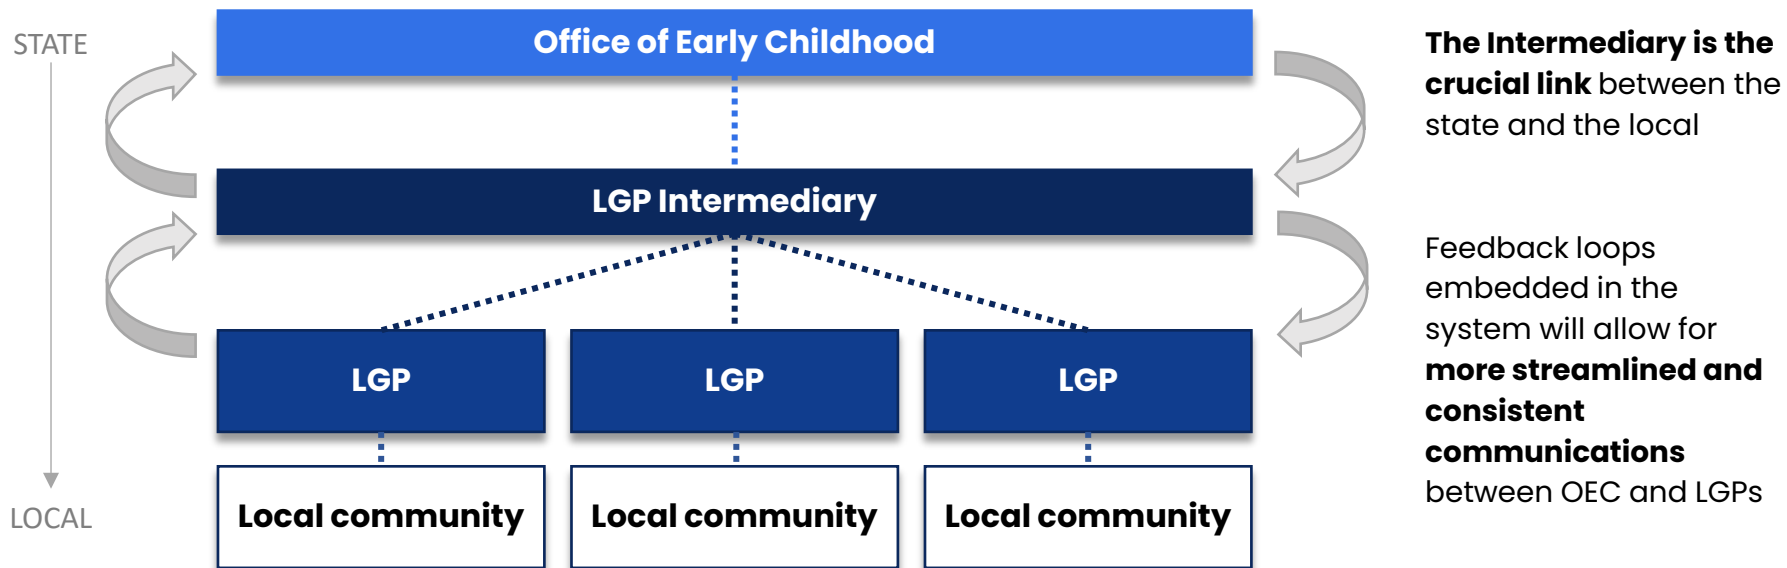 STATE
Office of Early Childhood
LGP Intermediary
LGP
LGP
LGP
Local community
Local community
Local community
LOCAL
The Intermediary is the
crucial link between the
state and the local
Feedback loops
embedded in the
system will allow for
more streamlined and
consistent
communications
between OEC and LGPs